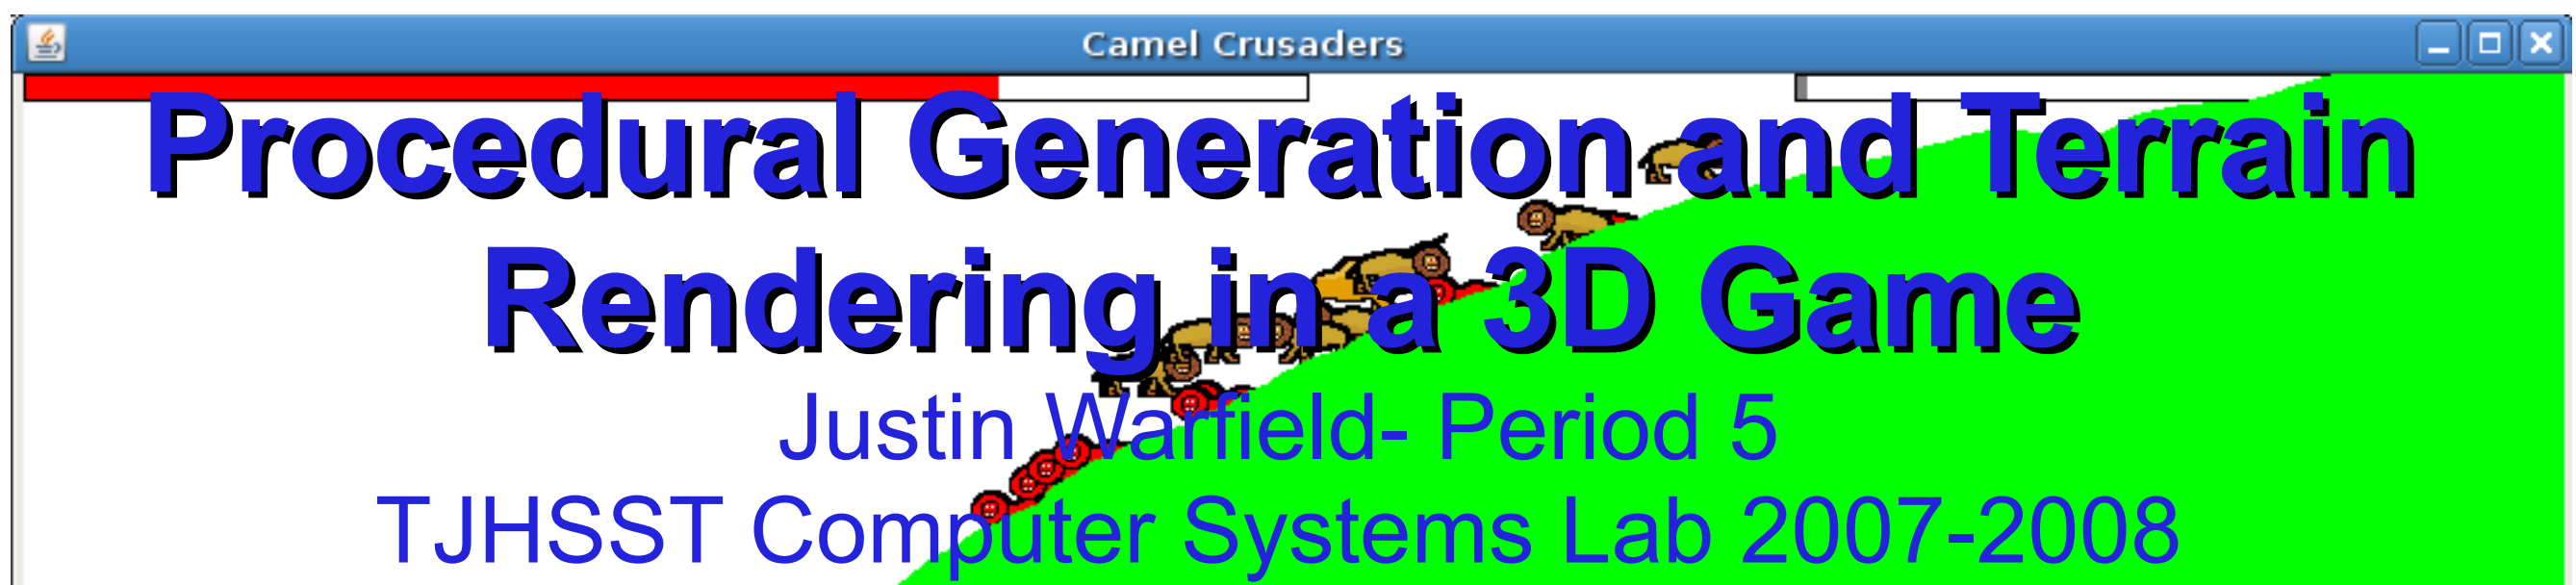 Camel Crusaders
Procedural Generation and Terrain
Rendering in a 3D Game
Justin Warfield- Period 5
TJHSST Computer Systems Lab 2007-2008